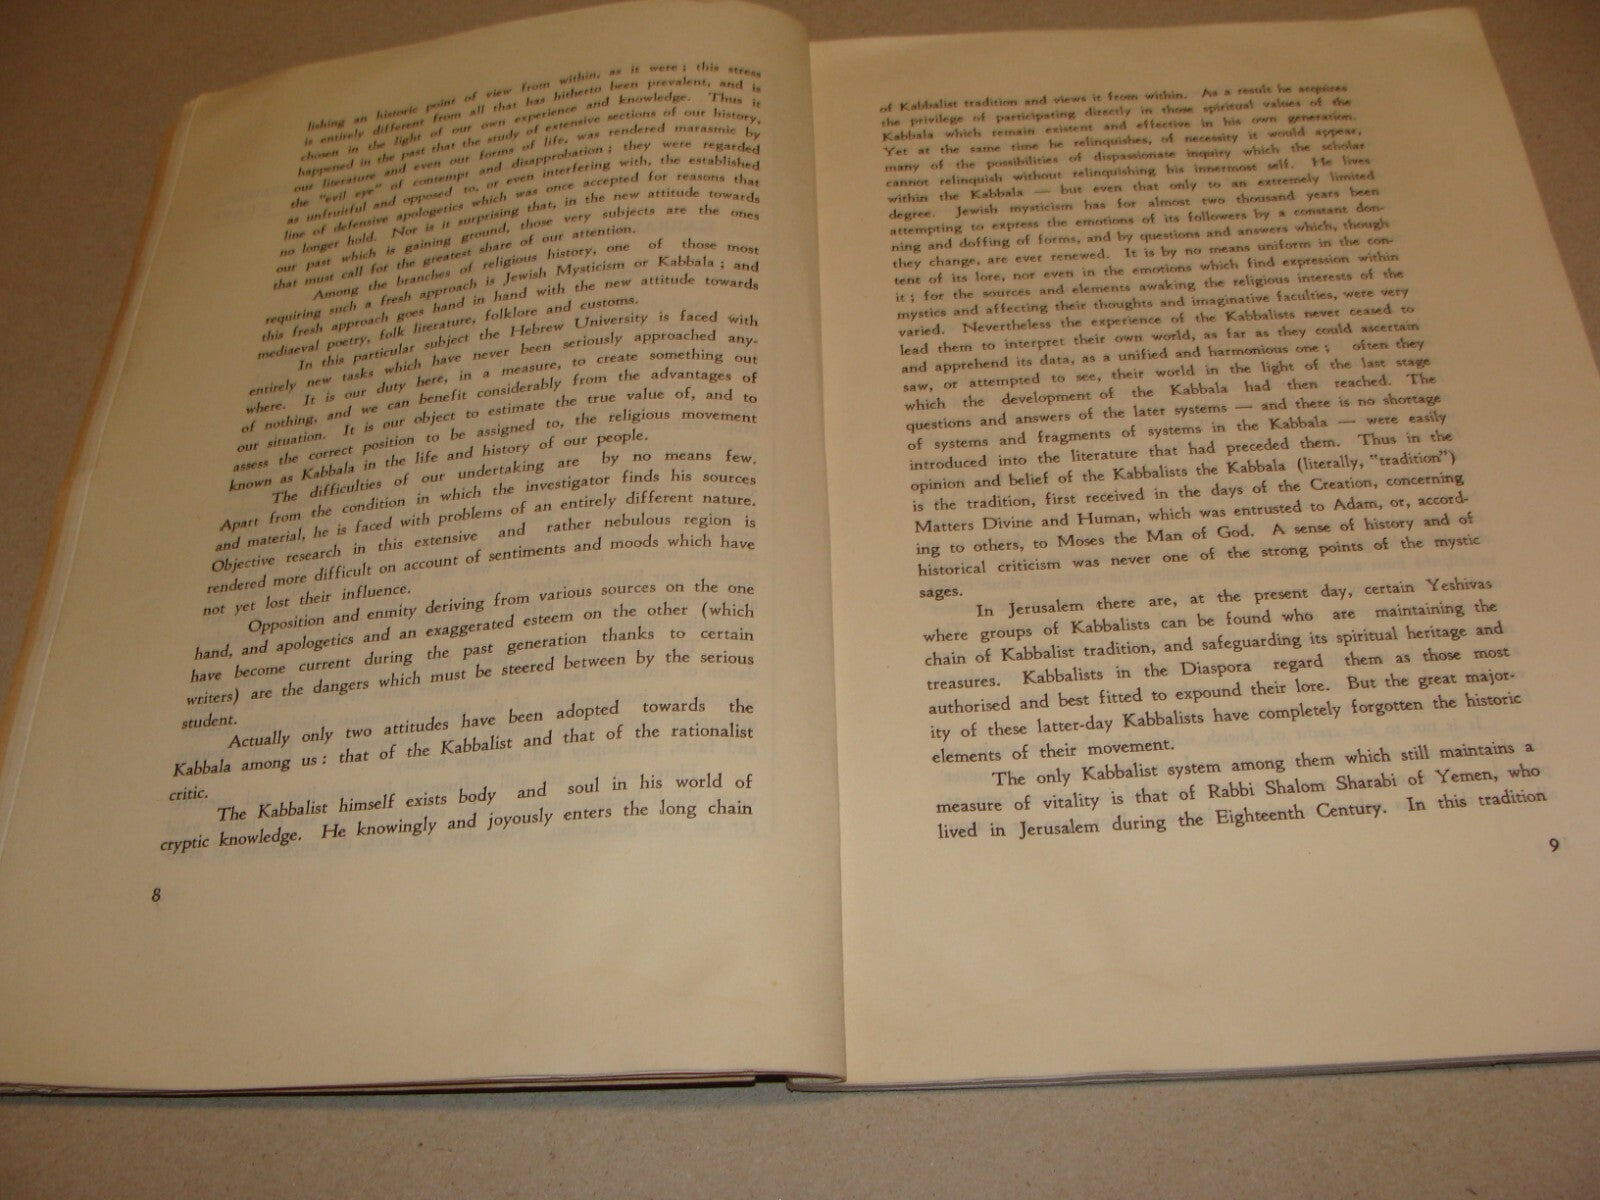 lishing an historic point of view from within, as it were ; this stress
is entirely different from all that has hitherto been prevalent, and is
chosen in the light of our own experience and knowledge. Thus it
happened in the past that the study of extensive sections of our history,
our literature and even our forms of life, was rendered marasmic by
the "evil eye" of contempt and disapprobation ; they were regarded
as unfruitful and opposed to, or even interfering with, the established
line of defensive apologetics which was once accepted for reasons that
no longer hold. Nor is it surprising that, in the new attitude towards
our past which is gaining ground, those very subjects are the ones
that must call for the greatest share of our attention.
Among the branches of religious history, one of those most
requiring such a fresh approach is Jewish Mysticism or Kabbala ; and
this fresh approach goes hand in hand with the new attitude towards
mediaeval poetry, folk literature, folklore and customs.
In this particular subject the Hebrew University is faced with
entirely new tasks which have never been seriously approached any-
where. It is our duty here, in a measure, to create something out
of nothing, and we can benefit considerably from the advantages of
our situation. It is our object to estimate the true value of, and to
assess the correct position to be assigned to, the religious movement
known as Kabbala in the life and history of our people.
The difficulties of our undertaking are by no means few.
Apart from the condition in which the investigator finds his sources
and material, he is faced with problems of an entirely different nature.
Objective research in this extensive and rather nebulous region is
rendered more difficult on account of sentiments and moods which have
not yet lost their influence.
Opposition and enmity deriving from various sources on the one
hand, and apologetics and an exaggerated esteem on the other (which
have become current during the past generation thanks to certain
writers) are the dangers which must be steered between by the serious
student.
Actually only two attitudes have been adopted towards the
Kabbala among us : that of the Kabbalist and that of the rationalist
critic.
The Kabbalist himself exists body and soul in his world of
cryptic knowledge. He knowingly and joyously enters the long chain
8
of Kabbalist tradition and views it from within. As a result he acquires
the privilege of participating directly in those spiritual values of the
Kabbala which remain existent and effective in his own generation.
Yet at the same time he relinquishes, of necessity it would appear,
many of the possibilities of dispassionate inquiry which the scholar
cannot relinquish without relinquishing his innermost self. He lives
within the Kabbala — but even that only to an extremely limited
degree. Jewish mysticism has for almost two thousand years been
attempting to express the emotions of its followers by a constant don-
ning and doffing of forms, and by questions and answers which, though
they change, are ever renewed. It is by no means uniform in the con-
tent of its lore, nor even in the emotions which find expression within
it ; for the sources and elements awaking the religious interests of the
mystics and affecting their thoughts and imaginative faculties, were very
varied. Nevertheless the experience of the Kabbalists never ceased to
lead them to interpret their own world, as far as they could ascertain
and apprehend its data, as a unified and harmonious one ; often they
saw, or attempted to see, their world in the light of the last stage
which the development of the Kabbala had then reached. The
questions and answers of the later systems — and there is no shortage
of systems and fragments of systems in the Kabbala — were easily
introduced into the literature that had preceded them. Thus in the
opinion and belief of the Kabbalists the Kabbala (literally, "tradition")
is the tradition, first received in the days of the Creation, concerning
Matters Divine and Human, which was entrusted to Adam, or, accord-
ing to others, to Moses the Man of God. A sense of history and of
historical criticism was never one of the strong points of the mystic
sages.
In Jerusalem there are, at the present day, certain Yeshivas
where groups of Kabbalists can be found who are maintaining the
chain of Kabbalist tradition, and safeguarding its spiritual heritage and
treasures. Kabbalists in the Diaspora regard them as those most
authorised and best fitted to expound their lore. But the great major-
ity of these latter-day Kabbalists have completely forgotten the historic
elements of their movement.
The only Kabbalist system among them which still maintains a
measure of vitality is that of Rabbi Shalom Sharabi of Yemen, who
lived in Jerusalem during the Eighteenth Century. In this tradition
9